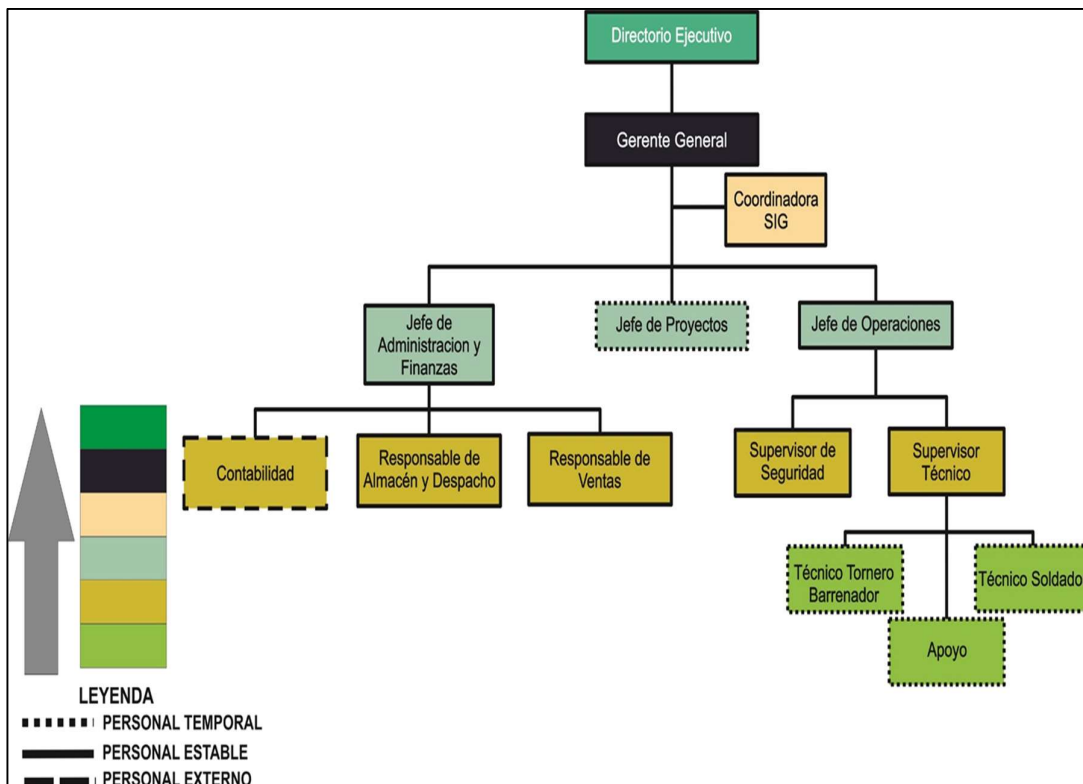 Directorio Ejecutivo
Gerente General
Coordinadora
SIG
Jefe de
Administracion y
Finanzas
Jefe de Proyectos
Jefe de Operaciones
Contabilidad
Responsable de
Almacén y Despacho
Responsable de
Ventas
Supervisor de
Seguridad
Supervisor
Técnico
Técnico Tornero
Barrenador
Técnico Soldado
Apoyo
LEYENDA
PERSONAL TEMPORAL
PERSONAL ESTABLE
PERSONAL EXTERNO